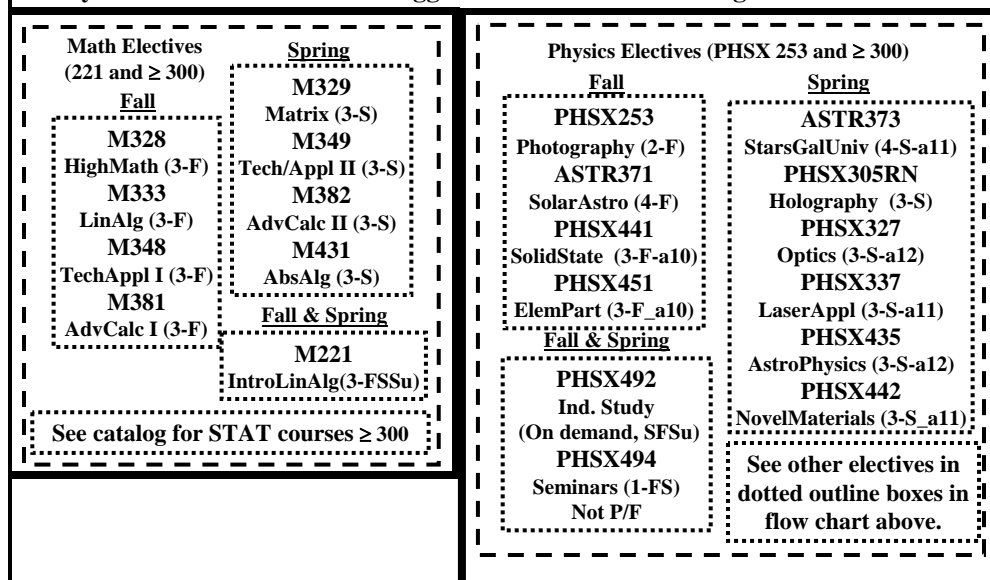 Math Electives
(221 and ≥ 300)
Fall
M328
HighMath (3-F)
M333
LinAlg (3-F)
M348
TechAppl I (3-F)
M381
AdvCalc I (3-F)
Spring
M329
Matrix (3-S)
M349
Tech/Appl II (3-S)
M382
AdvCalc II (3-S)
M431
AbsAlg (3-S)
Fall & Spring
M221
IntroLinAlg(3-FSSu)
See catalog for STAT courses ≥ 300
Physics Electives (PHSX 253 and ≥ 300)
Fall
PHSX253
Photography (2-F)
ASTR371
SolarAstro (4-F)
PHSX441
SolidState (3-F-a10)
PHSX451
ElemPart (3-F_a10)
Fall & Spring
PHSX492
Ind. Study
(On demand, SFSu)
PHSX494
Seminars (1-FS)
Not P/F
Spring
ASTR373
StarsGalUniv (4-S-a11)
PHSX305RN
Holography (3-S)
PHSX327
Optics (3-S-a12)
PHSX337
LaserAppl (3-S-a11)
PHSX435
AstroPhysics (3-S-a12)
PHSX442
NovelMaterials (3-S_a11)
See other electives in
dotted outline boxes in
flow chart above.